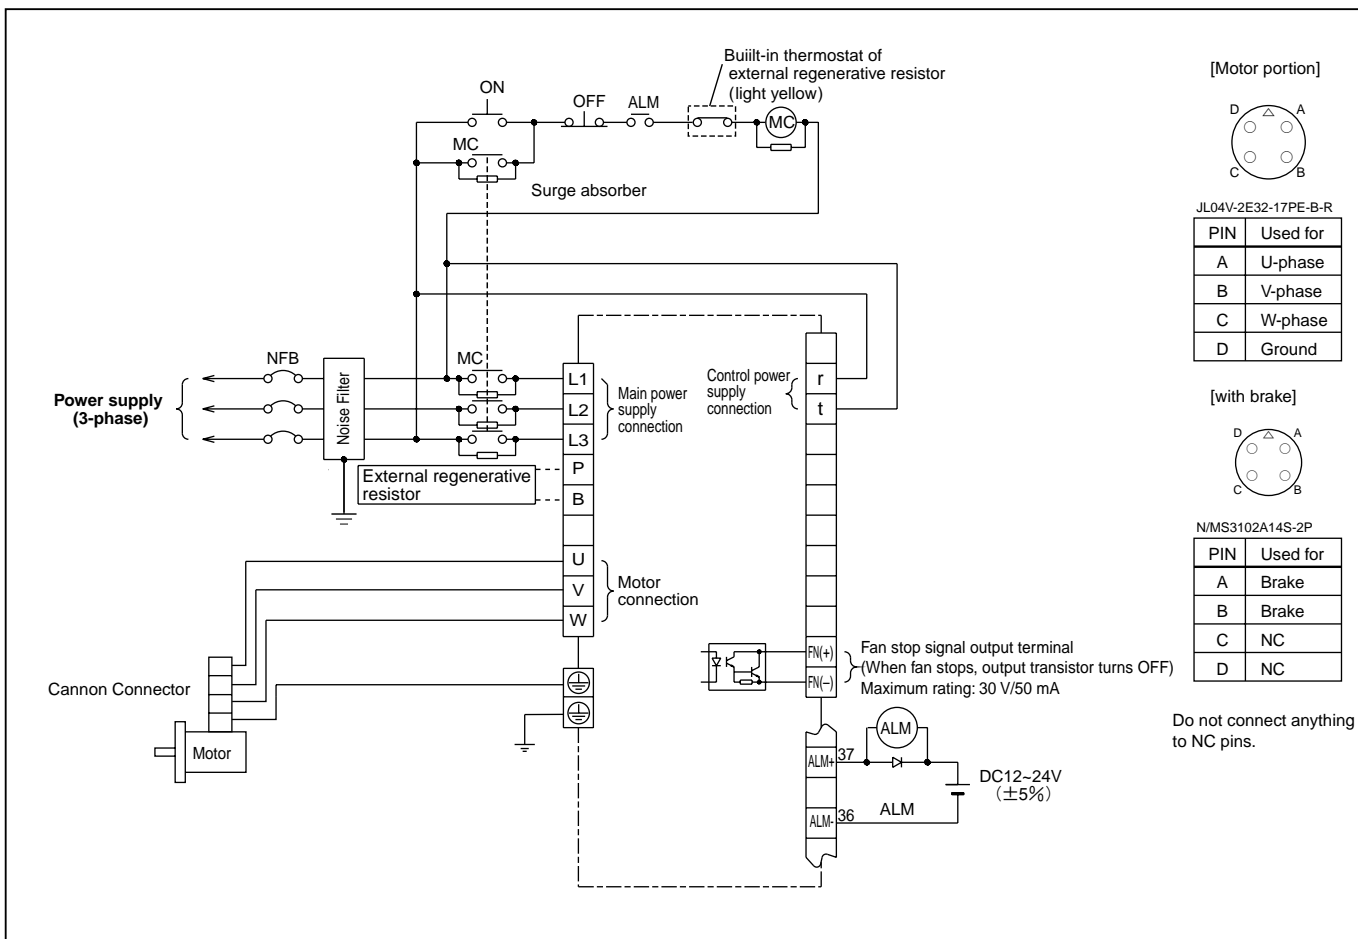 Buiilt-in thermostat of
external regenerative resistor
(light yellow)
ON
OFF
ALM
MC
MC
Surge absorber
NFB
Noise Filter
MC
Power supply
(3-phase)
L1
L2
L3
P
B
U
V
W
Main power
supply
connection
External regenerative
resistor
Motor
connection
Cannon Connector
Motor
Control power
supply
connection
r
t
FN(+)
FN(–)
Fan stop signal output terminal
(When fan stops, output transistor turns OFF)
Maximum rating: 30 V/50 mA
ALM
ALM+
37
DC12~24V
(±5%)
ALM-
36
ALM
[Motor portion]
D
A
C
B
JL04V-2E32-17PE-B-R
PIN Used for
A U-phase
B V-phase
C W-phase
D Ground
[with brake]
D
A
C
B
N/MS3102A14S-2P
PIN Used for
A Brake
B Brake
C NC
D NC
Do not connect anything
to NC pins.